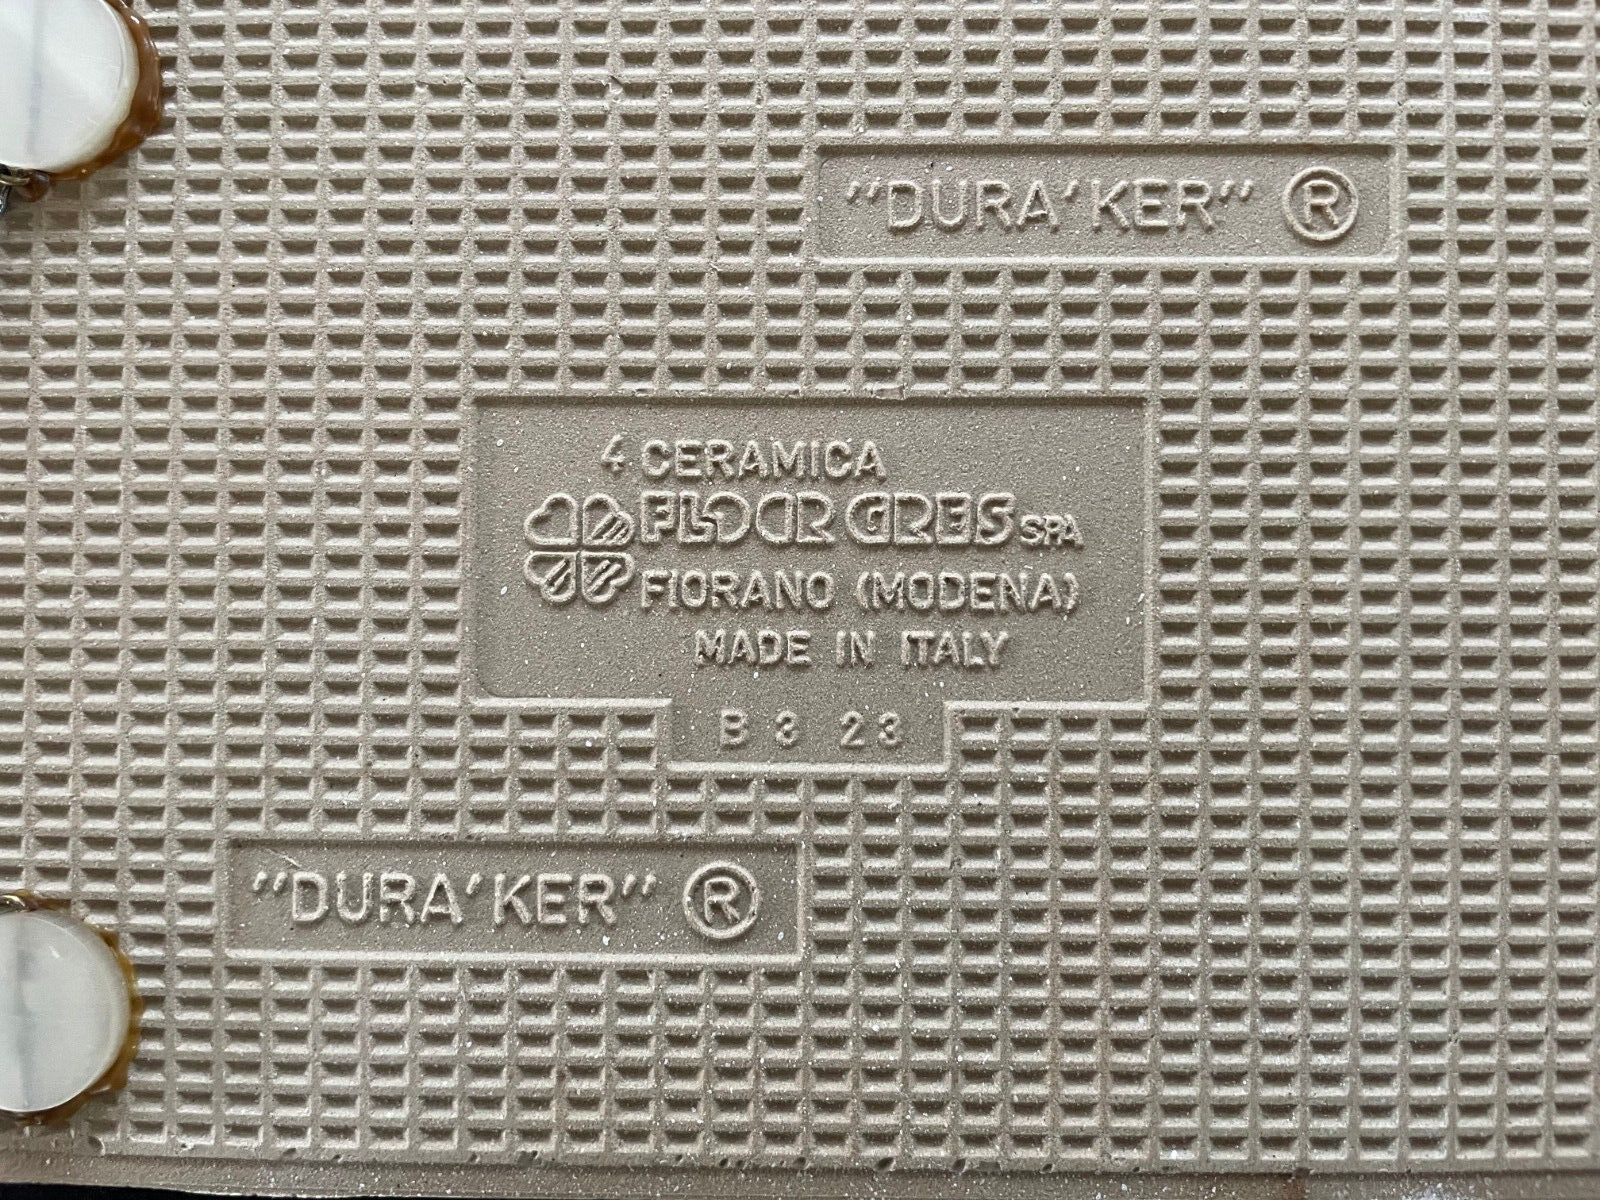 "DURA'KER" ®
4 CERAMICA
FLOOR GRES SPA
FIORANO (MODENA)
MADE IN ITALY
B 3 23
"DURA'KER" ®